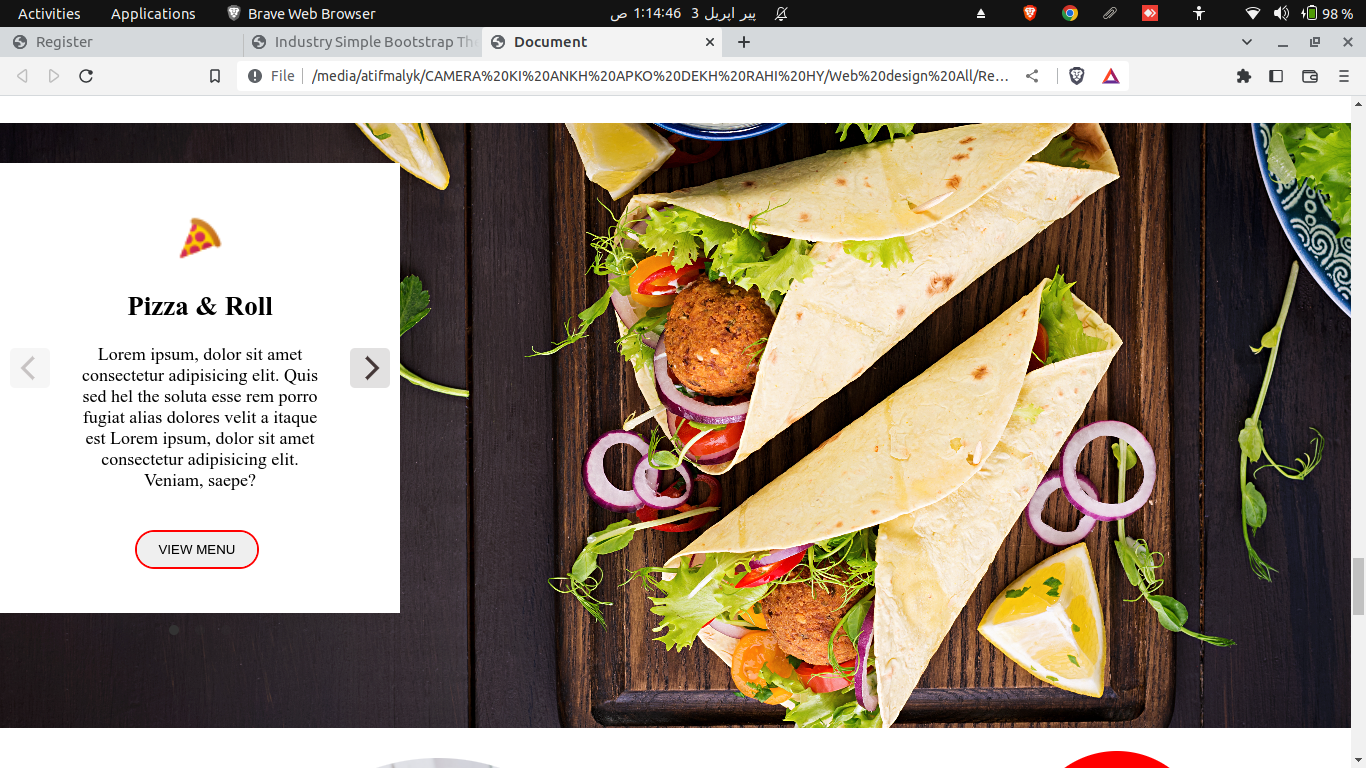 Activities Applications Brave Web Browser پیر اپریل 3 1:14:46 ص 98 %
Register Industry Simple Bootstrap Th Document
File /media/atifmalyk/CAMERA%20KI%20ANKH%20APKO%20DEKH%20RAHI%20HY/Web%20design%20All/Re…
Pizza & Roll
Lorem ipsum, dolor sit amet
consectetur adipisicing elit. Quis
sed hel the soluta esse rem porro
fugiat alias dolores velit a itaque
est Lorem ipsum, dolor sit amet
consectetur adipisicing elit.
Veniam, saepe?
VIEW MENU